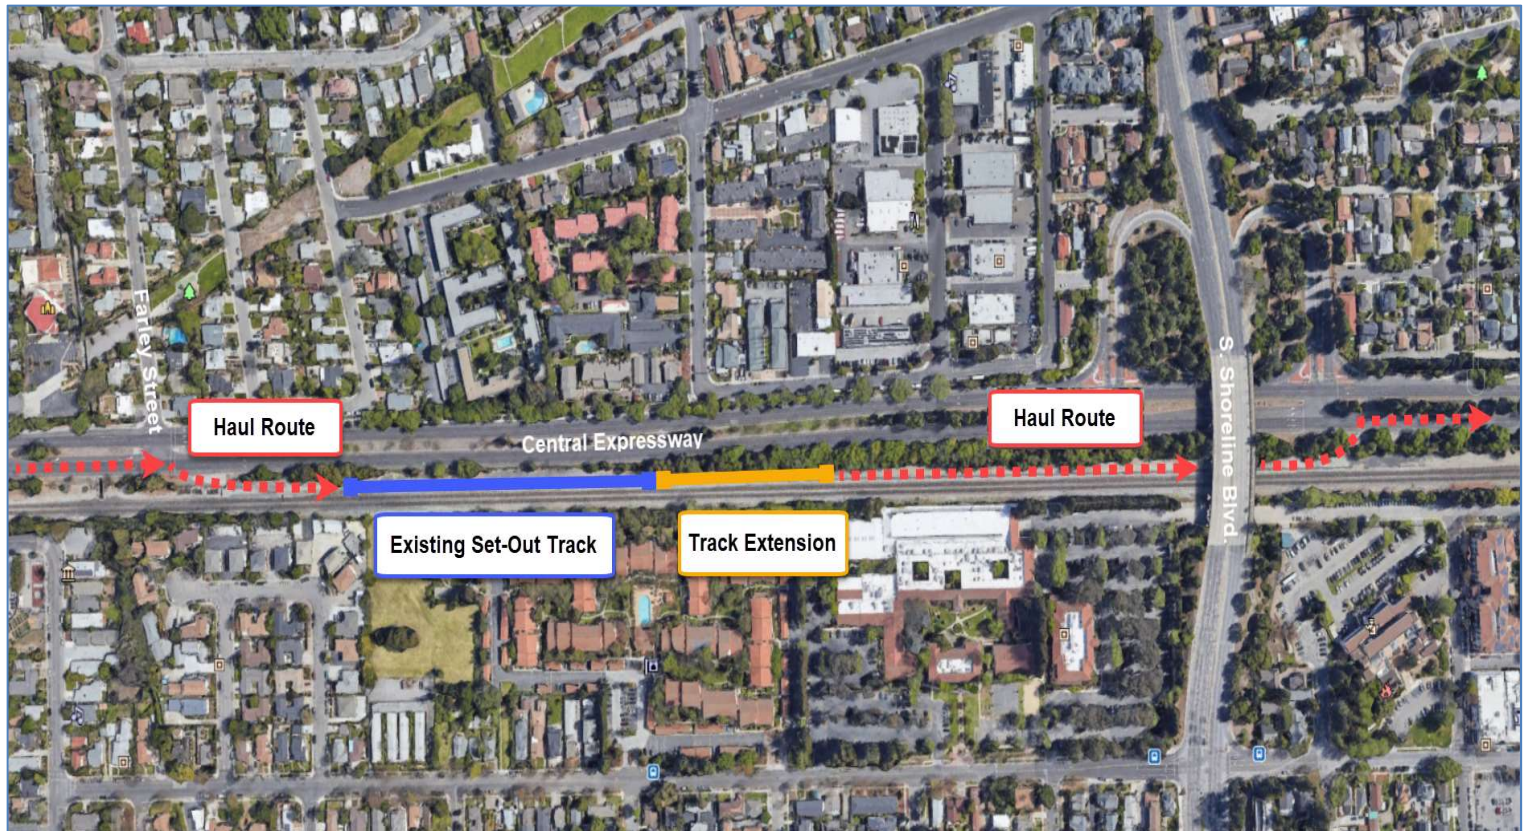 Farley Street
Haul Route
Central Expressway
Haul Route
S. Shoreline Blvd.
Existing Set-Out Track
Track Extension